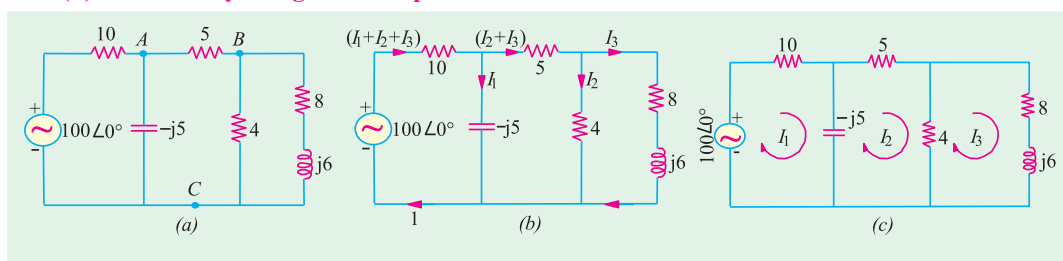 10 A 5 B
+
100∠0°
-
-j5
4
8
j6
C
(a)
(I₁+I₂+I₃) (I₂+I₃) I₃
10 I₁ 5 I₂
+
100∠0°
-
-j5
4
8
j6
1
(b)
10 5
100∠0°
+
-
-j5
4
8
j6
I₁ I₂ I₃
(c)